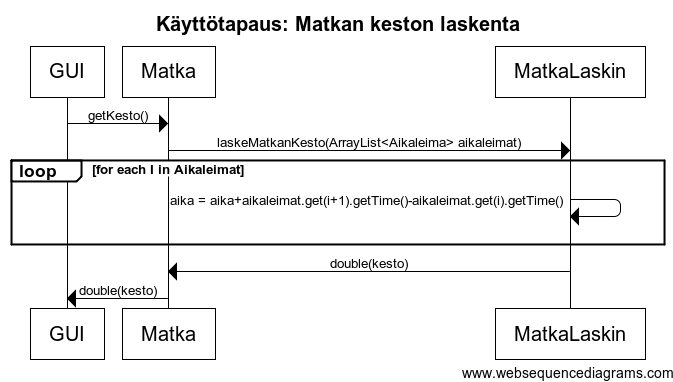 Käyttötapaus: Matkan keston laskenta
GUI
Matka
MatkaLaskin
getKesto()
laskeMatkanKesto(ArrayList<Aikaleima> aikaleimat)
loop
[for each I in Aikaleimat]
aika = aika+aikaleimat.get(i+1).getTime()-aikaleimat.get(i).getTime()
double(kesto)
double(kesto)
GUI
Matka
MatkaLaskin
www.websequencediagrams.com